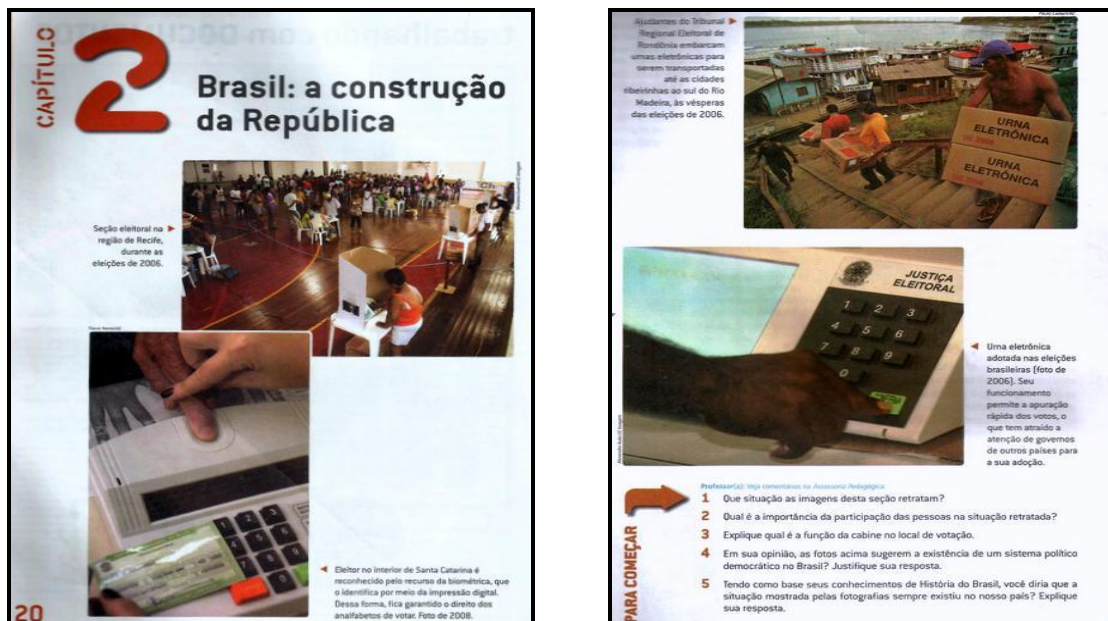 CAPÍTULO
2
Brasil: a construção
da República
Seção eleitoral na
região de Recife,
durante as
eleições de 2006.
Eleitor no interior de Santa Catarina é
reconhecido pelo recurso da biométrica, que
o identifica por meio da impressão digital.
Dessa forma, fica garantido o direito dos
analfabetos de votar. Foto de 2008.
20
Ajudantes do Tribunal
Regional Eleitoral de
Rondônia embarcam
urnas eletrônicas para
serem transportadas
até as cidades
ribeirinhas ao sul do Rio
Madeira, às vésperas
das eleições de 2006.
URNA
ELETRÔNICA
URNA
ELETRÔNICA
JUSTIÇA
ELEITORAL
1 2 3
4 5 6
7 8 9
0
Urna eletrônica
adotada nas eleições
brasileiras (foto de
2006). Seu
funcionamento
permite a apuração
rápida dos votos, o
que tem atraído a
atenção de governos
de outros países para
a sua adoção.
Professor(a): Veja comentários na Assessoria Pedagógica.
PARA COMEÇAR
1 Que situação as imagens desta seção retratam?
2 Qual é a importância da participação das pessoas na situação retratada?
3 Explique qual é a função da cabine no local de votação.
4 Em sua opinião, as fotos acima sugerem a existência de um sistema político
democrático no Brasil? Justifique sua resposta.
5 Tendo como base seus conhecimentos de História do Brasil, você diria que a
situação mostrada pelas fotografias sempre existiu no nosso país? Explique
sua resposta.